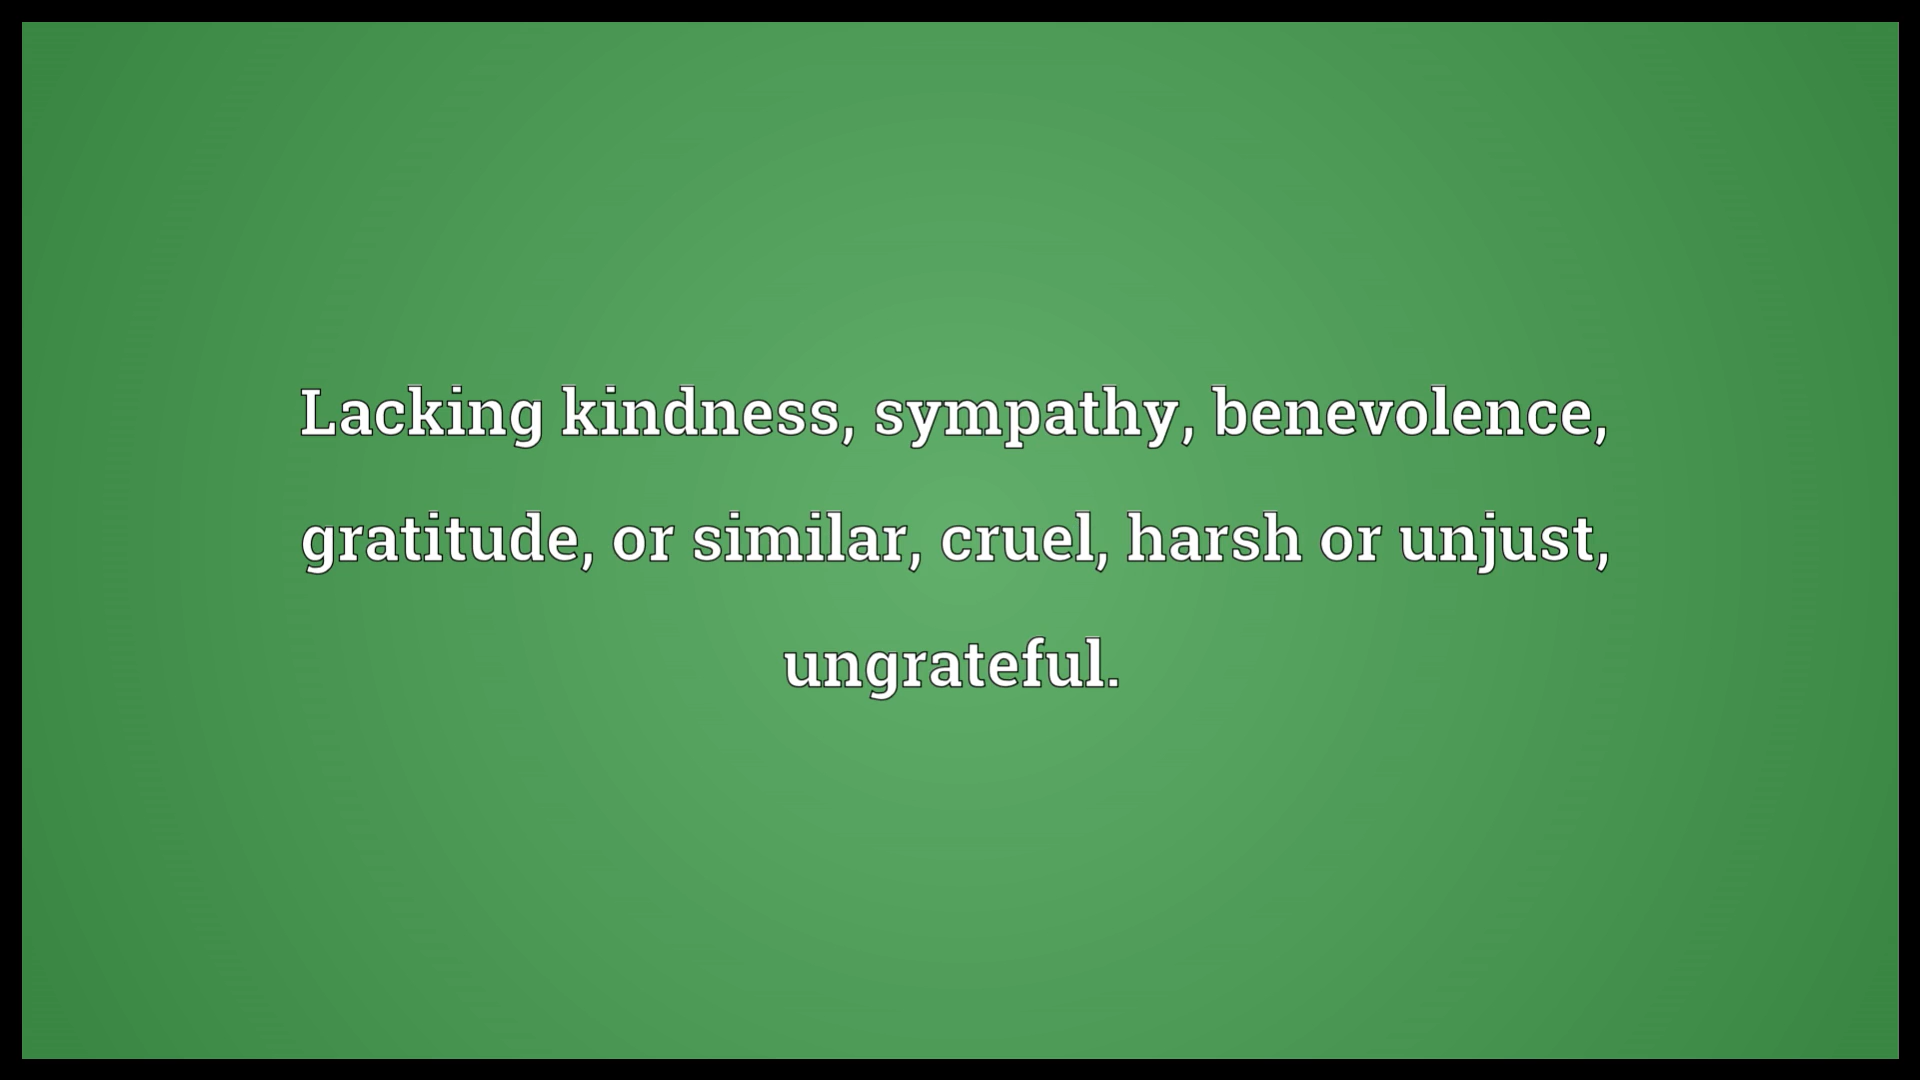 Lacking kindness, sympathy, benevolence,
gratitude, or similar, cruel, harsh or unjust,
ungrateful.